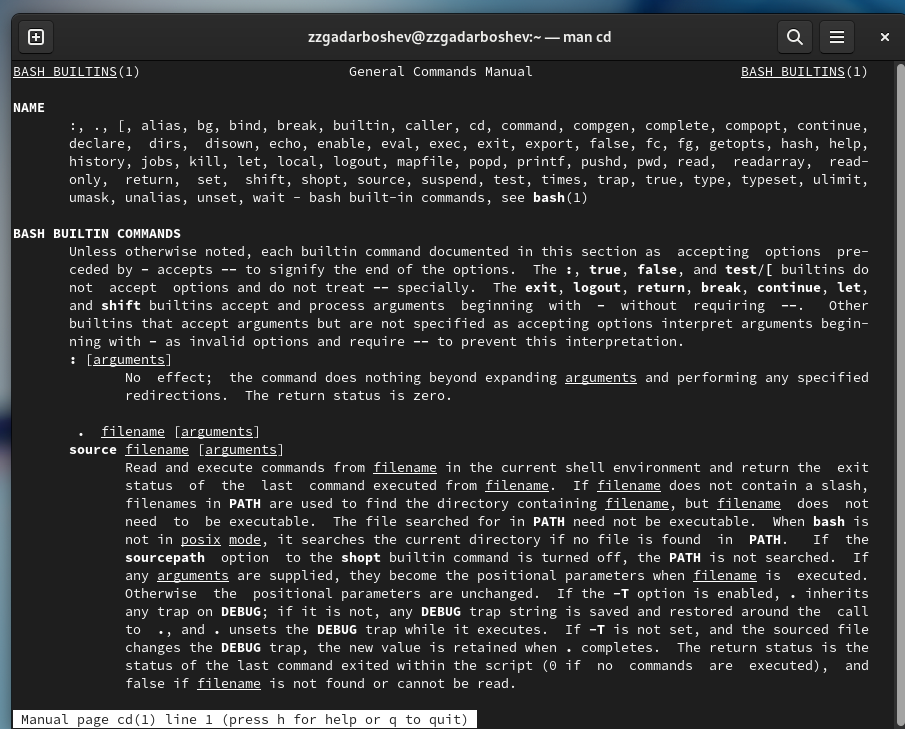 zzgadarboshev@zzgadarboshev:~ — man cd
BASH BUILTINS(1) General Commands Manual BASH BUILTINS(1)
NAME
:, ., [, alias, bg, bind, break, builtin, caller, cd, command, compgen, complete, compopt, continue,
declare, dirs, disown, echo, enable, eval, exec, exit, export, false, fc, fg, getopts, hash, help,
history, jobs, kill, let, local, logout, mapfile, popd, printf, pushd, pwd, read, readarray, read-
only, return, set, shift, shopt, source, suspend, test, times, trap, true, type, typeset, ulimit,
umask, unalias, unset, wait - bash built-in commands, see bash(1)
BASH BUILTIN COMMANDS
Unless otherwise noted, each builtin command documented in this section as accepting options pre-
ceded by - accepts -- to signify the end of the options. The :, true, false, and test/[ builtins do
not accept options and do not treat -- specially. The exit, logout, return, break, continue, let,
and shift builtins accept and process arguments beginning with - without requiring --. Other
builtins that accept arguments but are not specified as accepting options interpret arguments begin-
ning with - as invalid options and require -- to prevent this interpretation.
: [arguments]
No effect; the command does nothing beyond expanding arguments and performing any specified
redirections. The return status is zero.
. filename [arguments]
source filename [arguments]
Read and execute commands from filename in the current shell environment and return the exit
status of the last command executed from filename. If filename does not contain a slash,
filenames in PATH are used to find the directory containing filename, but filename does not
need to be executable. The file searched for in PATH need not be executable. When bash is
not in posix mode, it searches the current directory if no file is found in PATH. If the
sourcepath option to the shopt builtin command is turned off, the PATH is not searched. If
any arguments are supplied, they become the positional parameters when filename is executed.
Otherwise the positional parameters are unchanged. If the -T option is enabled, . inherits
any trap on DEBUG; if it is not, any DEBUG trap string is saved and restored around the call
to ., and . unsets the DEBUG trap while it executes. If -T is not set, and the sourced file
changes the DEBUG trap, the new value is retained when . completes. The return status is the
status of the last command exited within the script (0 if no commands are executed), and
false if filename is not found or cannot be read.
Manual page cd(1) line 1 (press h for help or q to quit)